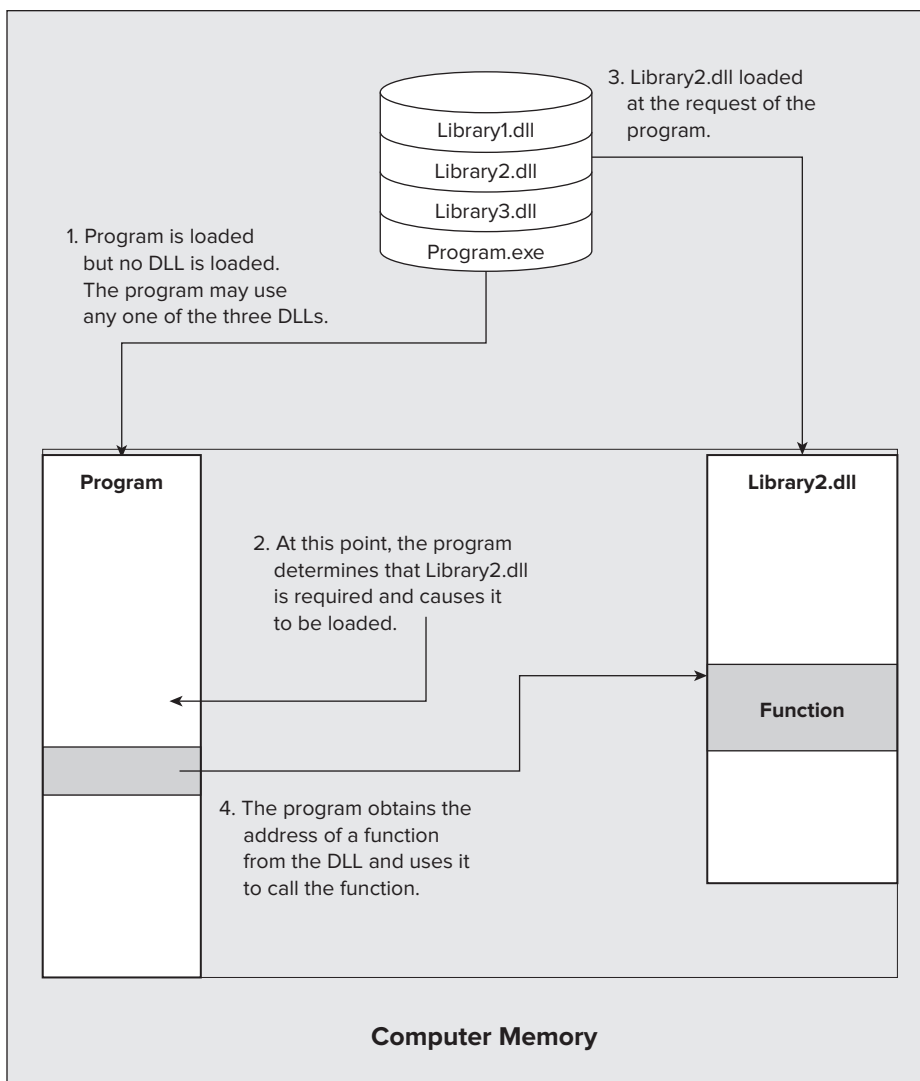 3. Library2.dll loaded
at the request of the
program.
Library1.dll
Library2.dll
Library3.dll
Program.exe
1. Program is loaded
but no DLL is loaded.
The program may use
any one of the three DLLs.
Program
Library2.dll
2. At this point, the program
determines that Library2.dll
is required and causes it
to be loaded.
Function
4. The program obtains the
address of a function
from the DLL and uses it
to call the function.
Computer Memory